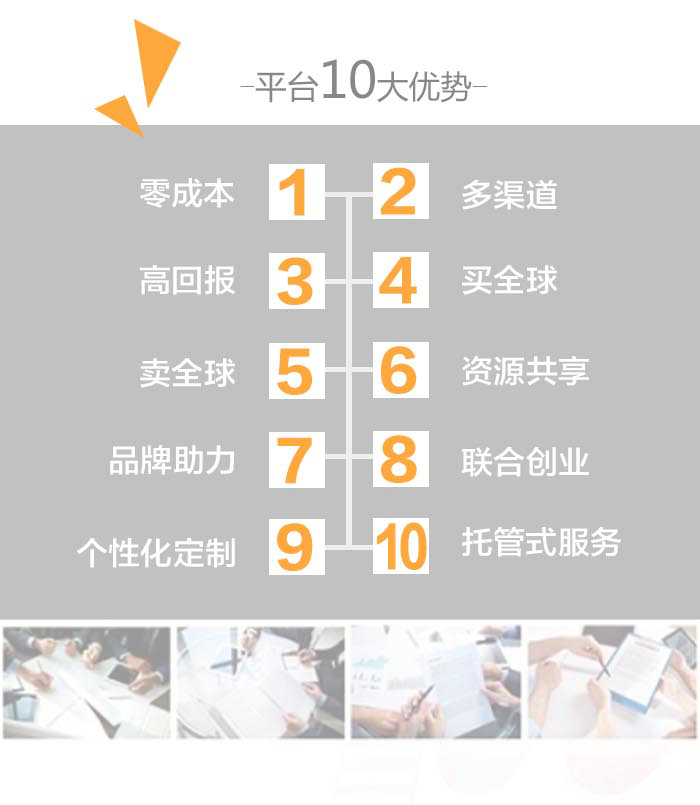 –平台10大优势–
零成本 1 2 多渠道
高回报 3 4 买全球
卖全球 5 6 资源共享
品牌助力 7 8 联合创业
个性化定制 9 10 托管式服务